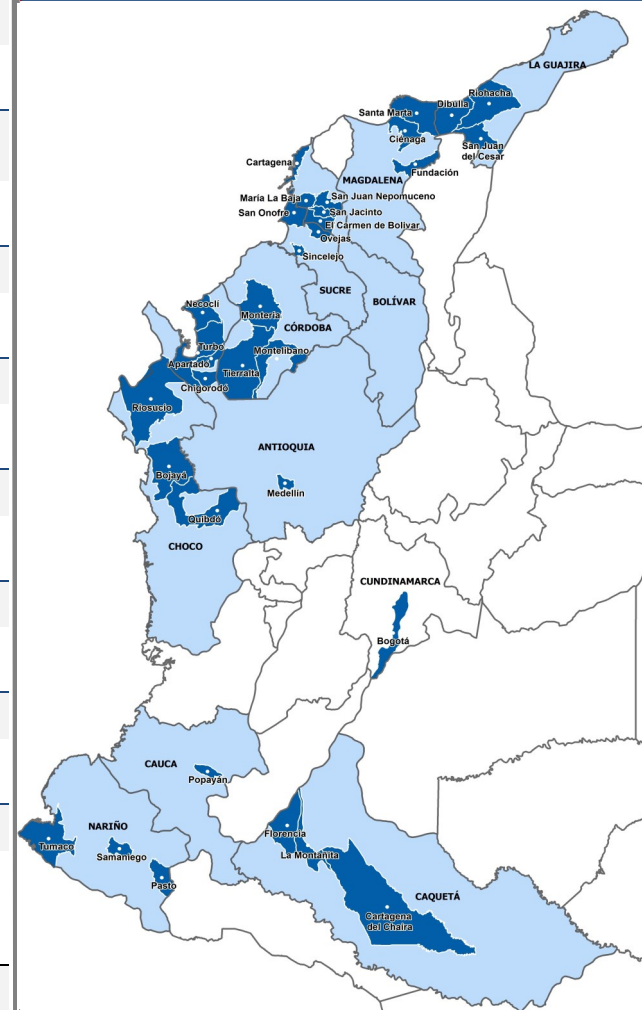 LA GUAJIRA
Riohacha
Dibulla
Santa Marta
Ciénaga
San Juan
del Cesar
Cartagena
Fundación
MAGDALENA
María La Baja
San Juan Nepomuceno
San Onofre
San Jacinto
El Carmen de Bolivar
Ovejas
Sincelejo
SUCRE
BOLÍVAR
Necoclí
Montería
CÓRDOBA
Turbo
Montelibano
Apartadó
Tierralta
Chigorodó
Riosucio
ANTIOQUIA
Bojayá
Medellín
Quibdó
CHOCO
CUNDINAMARCA
Bogotá
CAUCA
Popayán
NARIÑO
Florencia
Tumaco
Samaniego
La Montañita
Pasto
CAQUETÁ
Cartagena
del Chaira